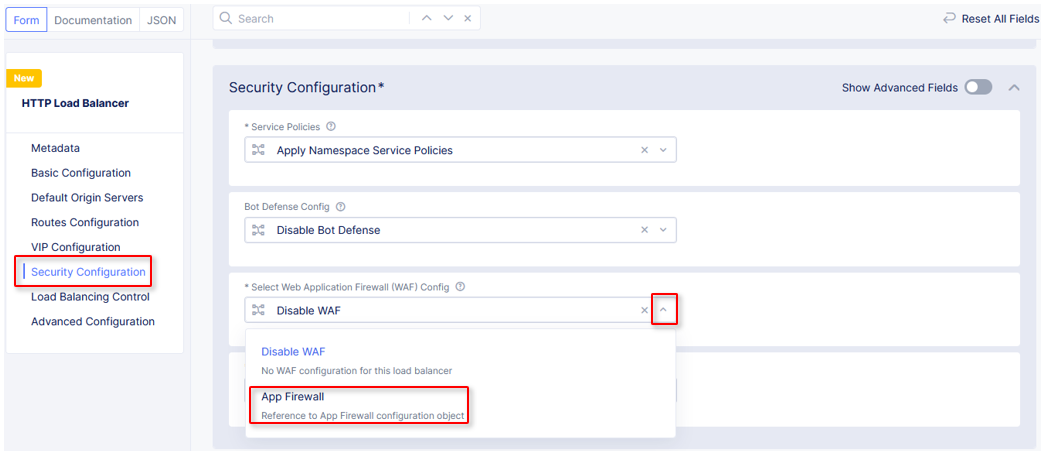 Form
Documentation
JSON
Search
Reset All Fields
New
HTTP Load Balancer
Metadata
Basic Configuration
Default Origin Servers
Routes Configuration
VIP Configuration
Security Configuration
Load Balancing Control
Advanced Configuration
Security Configuration*
Show Advanced Fields
* Service Policies
Apply Namespace Service Policies
Bot Defense Config
Disable Bot Defense
* Select Web Application Firewall (WAF) Config
Disable WAF
Disable WAF
No WAF configuration for this load balancer
App Firewall
Reference to App Firewall configuration object